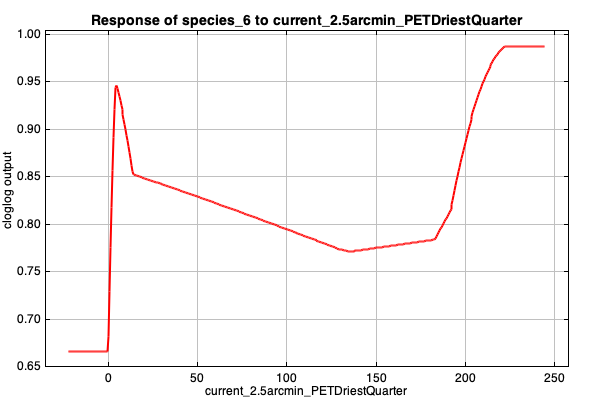 Response of species_6 to current_2.5arcmin_PETDriestQuarter
cloglog output
1.00
0.95
0.90
0.85
0.80
0.75
0.70
0.65
0 50 100 150 200 250
current_2.5arcmin_PETDriestQuarter